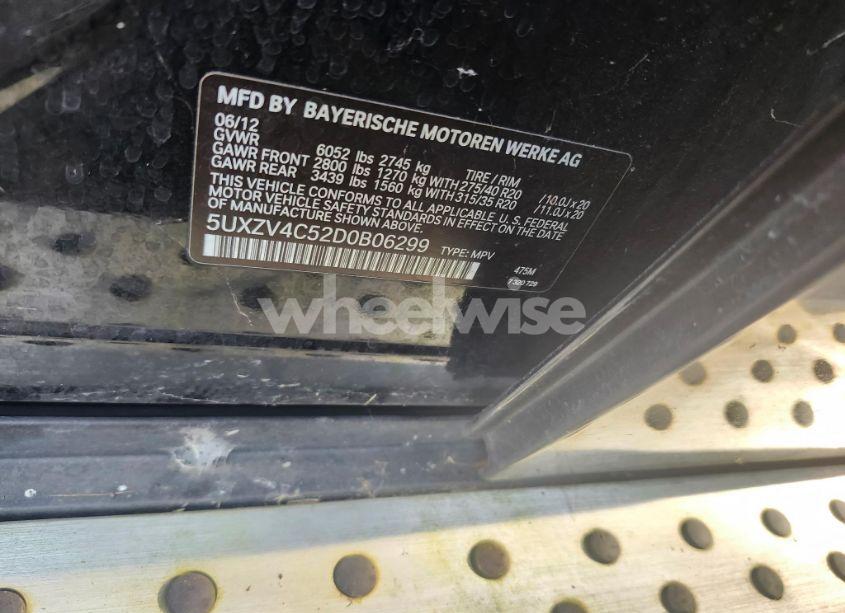 MFD BY BAYERISCHE MOTOREN WERKE AG
06/12
GVWR 6052 lbs 2745 kg TIRE / RIM
GAWR FRONT 2800 lbs 1270 kg WITH 275/40 R20 /10.0J x 20
GAWR REAR 3439 lbs 1560 kg WITH 315/35 R20 /11.0J x 20
THIS VEHICLE CONFORMS TO ALL APPLICABLE U.S. FEDERAL
MOTOR VEHICLE SAFETY STANDARDS IN EFFECT ON THE DATE
OF MANUFACTURE SHOWN ABOVE.
5UXZV4C52D0B06299 TYPE: MPV
475M
7 320 729
wheelwise